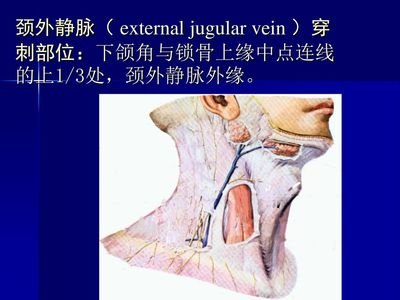 颈外静脉（ external jugular vein ）穿
刺部位：下颌角与锁骨上缘中点连线
的上1/3处，颈外静脉外缘。